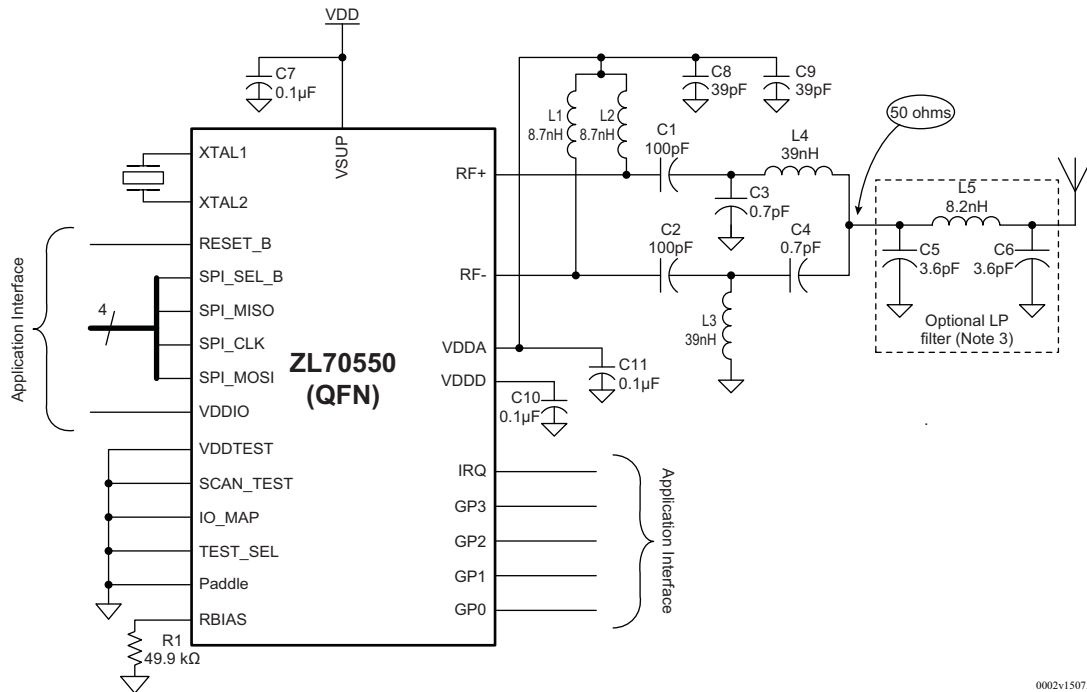 VDD
C7
0.1µF
VSUP
XTAL1
XTAL2
RESET_B
SPI_SEL_B
SPI_MISO
SPI_CLK
SPI_MOSI
VDDIO
VDDTEST
SCAN_TEST
IO_MAP
TEST_SEL
Paddle
RBIAS
R1
49.9 kΩ
Application Interface
4
ZL70550
(QFN)
RF+
RF-
VDDA
VDDD
IRQ
GP3
GP2
GP1
GP0
Application Interface
L1
8.7nH
L2
8.7nH
C8
39pF
C9
39pF
C1
100pF
L4
39nH
C3
0.7pF
C2
100pF
C4
0.7pF
L3
39nH
C11
0.1µF
C10
0.1µF
50 ohms
L5
8.2nH
C5
3.6pF
C6
3.6pF
Optional LP
filter (Note 3)
0002v1507